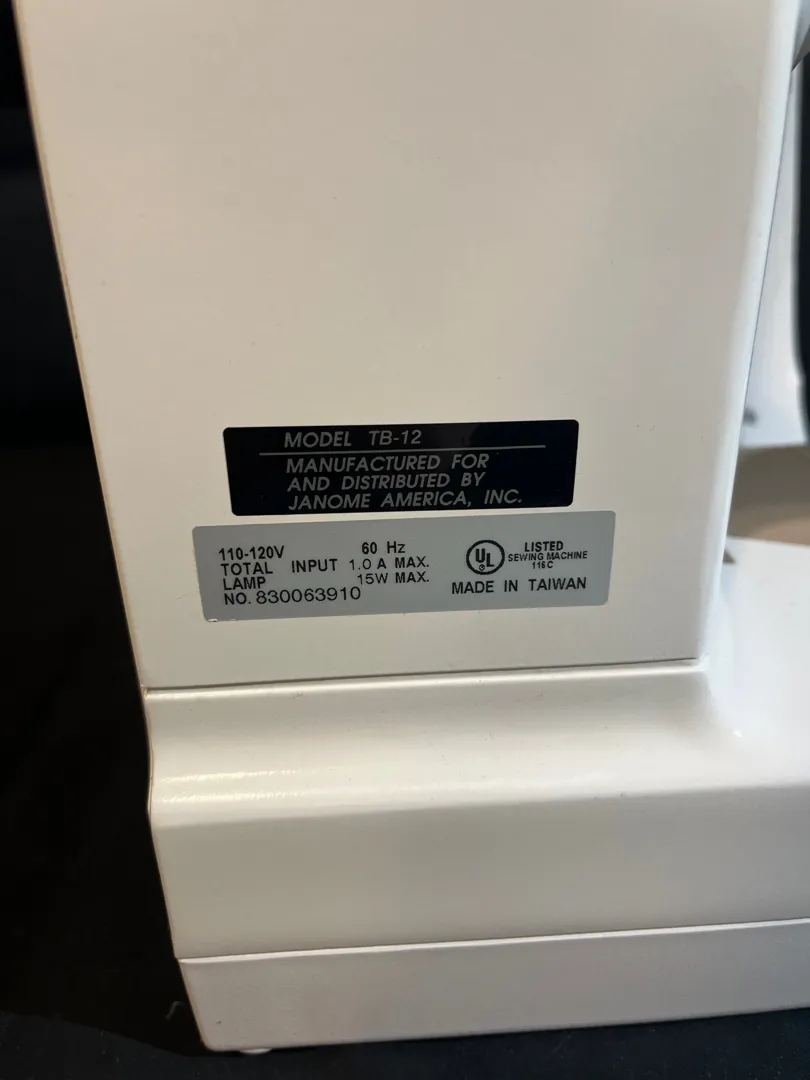 MODEL TB-12
MANUFACTURED FOR
AND DISTRIBUTED BY
JANOME AMERICA, INC.
110-120V 60 Hz
TOTAL INPUT 1.0 A MAX.
LAMP 15W MAX.
NO. 830063910
UL
LISTED
SEWING MACHINE
116C
MADE IN TAIWAN